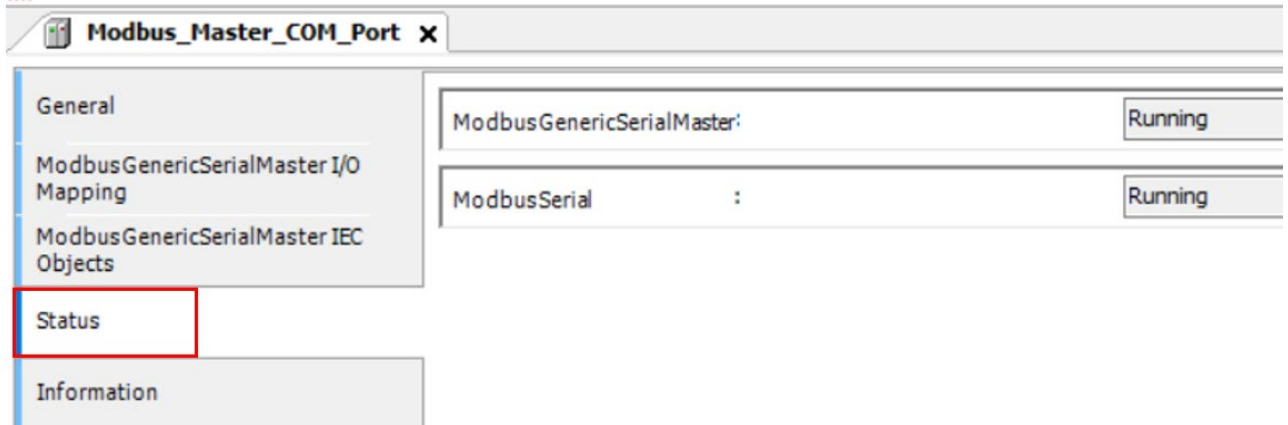 Modbus_Master_COM_Port x
General
ModbusGenericSerialMaster I/O
Mapping
ModbusGenericSerialMaster IEC
Objects
Status
Information
ModbusGenericSerialMaster: Running
ModbusSerial : Running